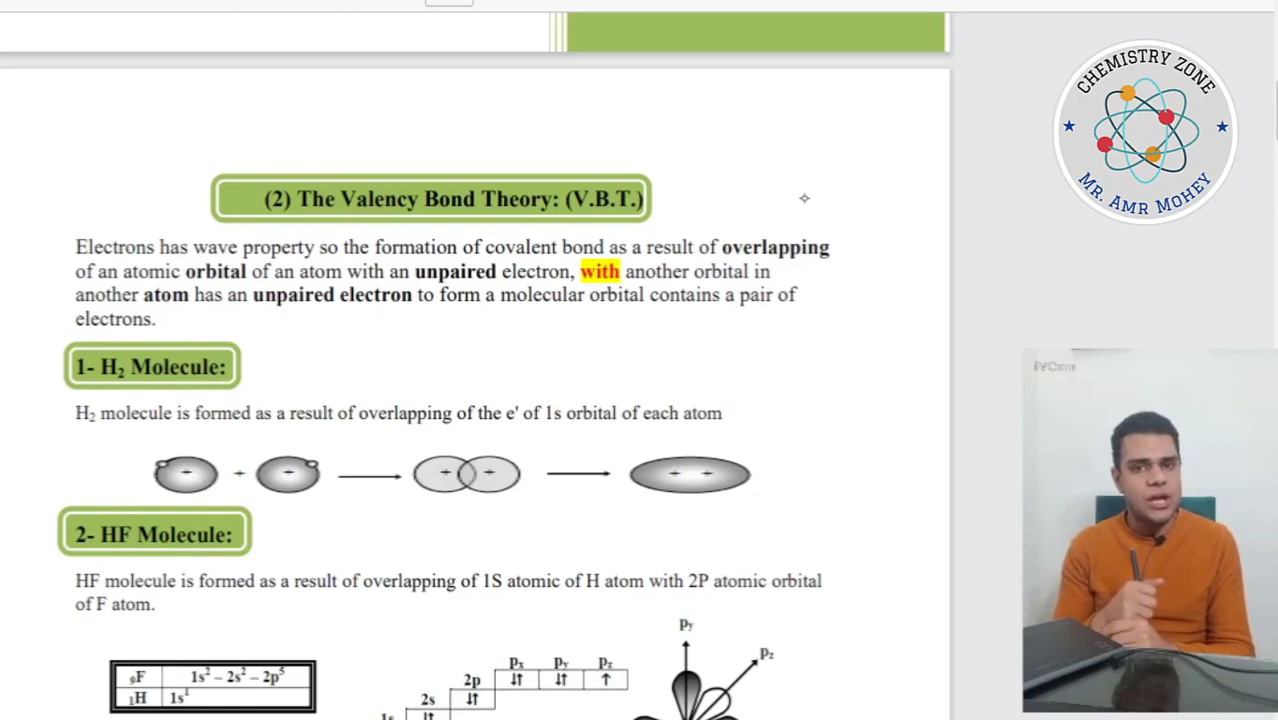 CHEMISTRY ZONE
MR. AMR MOHEY
(2) The Valency Bond Theory: (V.B.T.)
Electrons has wave property so the formation of covalent bond as a result of overlapping
of an atomic orbital of an atom with an unpaired electron, with another orbital in
another atom has an unpaired electron to form a molecular orbital contains a pair of
electrons.
1- H₂ Molecule:
H₂ molecule is formed as a result of overlapping of the e' of 1s orbital of each atom
+ + + + + + +
2- HF Molecule:
HF molecule is formed as a result of overlapping of 1S atomic of H atom with 2P atomic orbital
of F atom.
₉F 1s² – 2s² – 2p⁵
₁H 1s¹
Px Py Pz
2p
2s
1s
Py
Pz